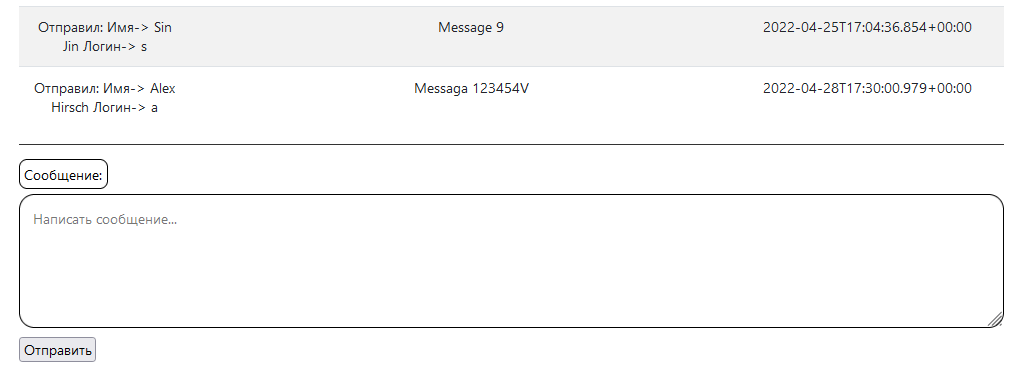 Отправил: Имя-> Sin Message 9 2022-04-25T17:04:36.854+00:00
Jin Логин-> s
Отправил: Имя-> Alex Messaga 123454V 2022-04-28T17:30:00.979+00:00
Hirsch Логин-> a
Сообщение:
Написать сообщение...
Отправить